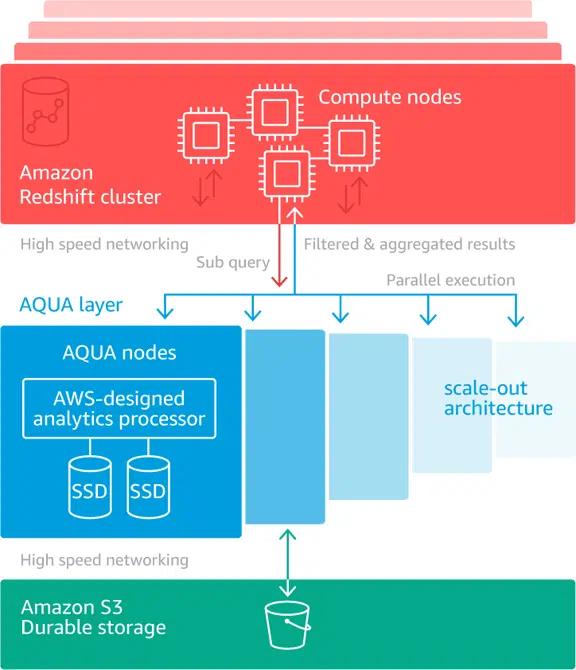 Compute nodes
Amazon
Redshift cluster
High speed networking
Filtered & aggregated results
Sub query
Parallel execution
AQUA layer
AQUA nodes
AWS-designed
analytics processor
SSD
SSD
scale-out
architecture
High speed networking
Amazon S3
Durable storage